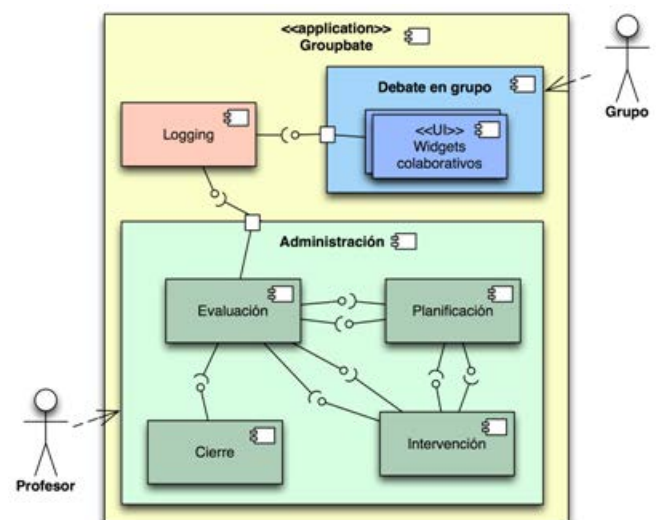 <<application>>
Groupbate
Debate en grupo
Grupo
Logging
<<UI>>
Widgets
colaborativos
Administración
Evaluación
Planificación
Cierre
Intervención
Profesor